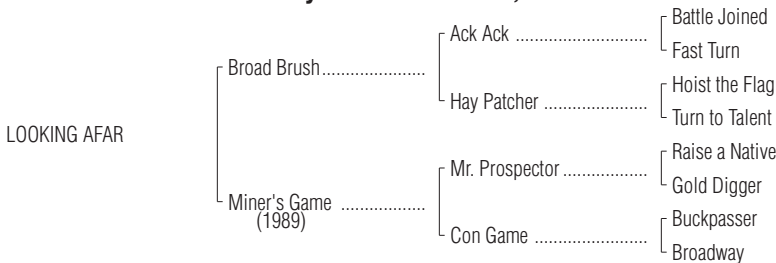 Battle Joined
Ack Ack ..........................
Fast Turn
Broad Brush......................
Hoist the Flag
Hay Patcher ......................
Turn to Talent
LOOKING AFAR
Raise a Native
Mr. Prospector ..................
Gold Digger
Miner's Game ..................
(1989)
Buckpasser
Con Game ........................
Broadway